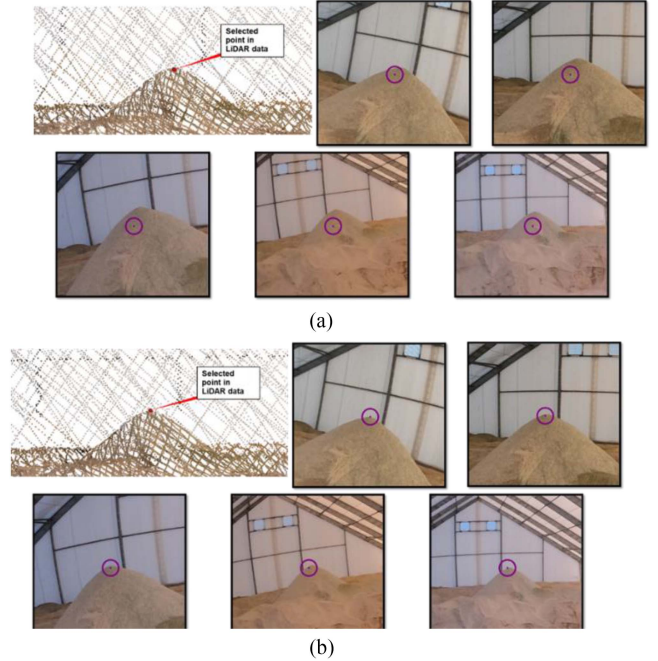 Selected
point in
LiDAR data
(a)
Selected
point in
LiDAR data
(b)